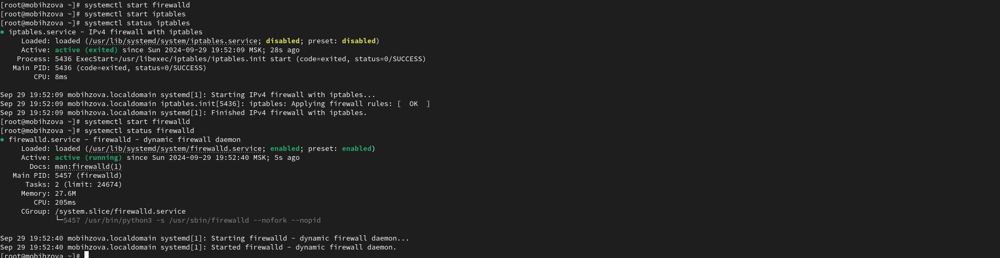 [root@mobihzova ~]# systemctl start firewalld
[root@mobihzova ~]# systemctl start iptables
[root@mobihzova ~]# systemctl status iptables
● iptables.service - IPv4 firewall with iptables
     Loaded: loaded (/usr/lib/systemd/system/iptables.service; disabled; preset: disabled)
     Active: active (exited) since Sun 2024-09-29 19:52:09 MSK; 28s ago
    Process: 5436 ExecStart=/usr/libexec/iptables/iptables.init start (code=exited, status=0/SUCCESS)
   Main PID: 5436 (code=exited, status=0/SUCCESS)
        CPU: 8ms

Sep 29 19:52:09 mobihzova.localdomain systemd[1]: Starting IPv4 firewall with iptables...
Sep 29 19:52:09 mobihzova.localdomain iptables.init[5436]: iptables: Applying firewall rules: [  OK  ]
Sep 29 19:52:09 mobihzova.localdomain systemd[1]: Finished IPv4 firewall with iptables.
[root@mobihzova ~]# systemctl start firewalld
[root@mobihzova ~]# systemctl status firewalld
● firewalld.service - firewalld - dynamic firewall daemon
     Loaded: loaded (/usr/lib/systemd/system/firewalld.service; enabled; preset: enabled)
     Active: active (running) since Sun 2024-09-29 19:52:40 MSK; 5s ago
       Docs: man:firewalld(1)
   Main PID: 5457 (firewalld)
      Tasks: 2 (limit: 24674)
     Memory: 27.6M
        CPU: 205ms
     CGroup: /system.slice/firewalld.service
             └─5457 /usr/bin/python3 -s /usr/sbin/firewalld --nofork --nopid

Sep 29 19:52:40 mobihzova.localdomain systemd[1]: Starting firewalld - dynamic firewall daemon...
Sep 29 19:52:40 mobihzova.localdomain systemd[1]: Started firewalld - dynamic firewall daemon.
[root@mobihzova ~]#